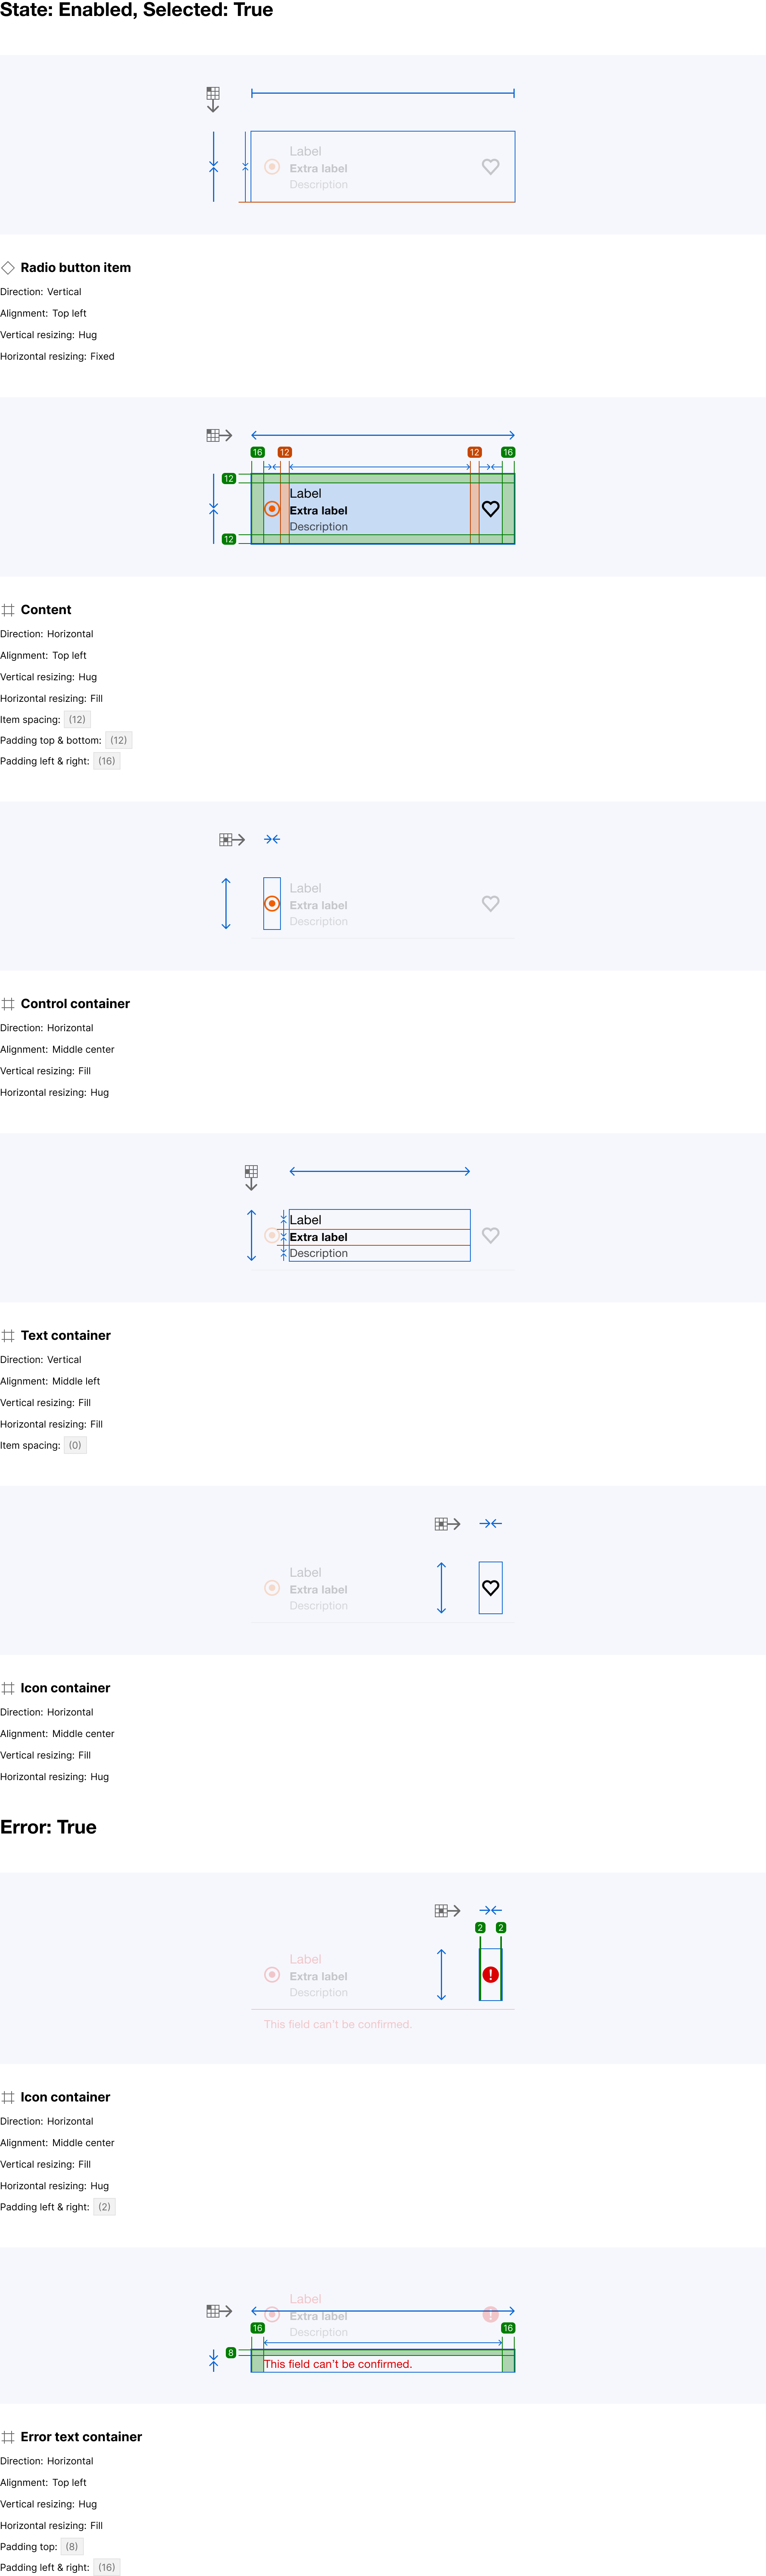 State: Enabled, Selected: True
Label
Extra label
Description
Radio button item
Direction: Vertical
Alignment: Top left
Vertical resizing: Hug
Horizontal resizing: Fixed
16 12 12 16
12
Label
Extra label
Description
12
Content
Direction: Horizontal
Alignment: Top left
Vertical resizing: Hug
Horizontal resizing: Fill
Item spacing: (12)
Padding top & bottom: (12)
Padding left & right: (16)
Label
Extra label
Description
Control container
Direction: Horizontal
Alignment: Middle center
Vertical resizing: Fill
Horizontal resizing: Hug
Label
Extra label
Description
Text container
Direction: Vertical
Alignment: Middle left
Vertical resizing: Fill
Horizontal resizing: Fill
Item spacing: (0)
Label
Extra label
Description
Icon container
Direction: Horizontal
Alignment: Middle center
Vertical resizing: Fill
Horizontal resizing: Hug
Error: True
2 2
Label
Extra label
Description
This field can't be confirmed.
Icon container
Direction: Horizontal
Alignment: Middle center
Vertical resizing: Fill
Horizontal resizing: Hug
Padding left & right: (2)
Label
Extra label
16 16
Description
8
This field can't be confirmed.
Error text container
Direction: Horizontal
Alignment: Top left
Vertical resizing: Hug
Horizontal resizing: Fill
Padding top: (8)
Padding left & right: (16)